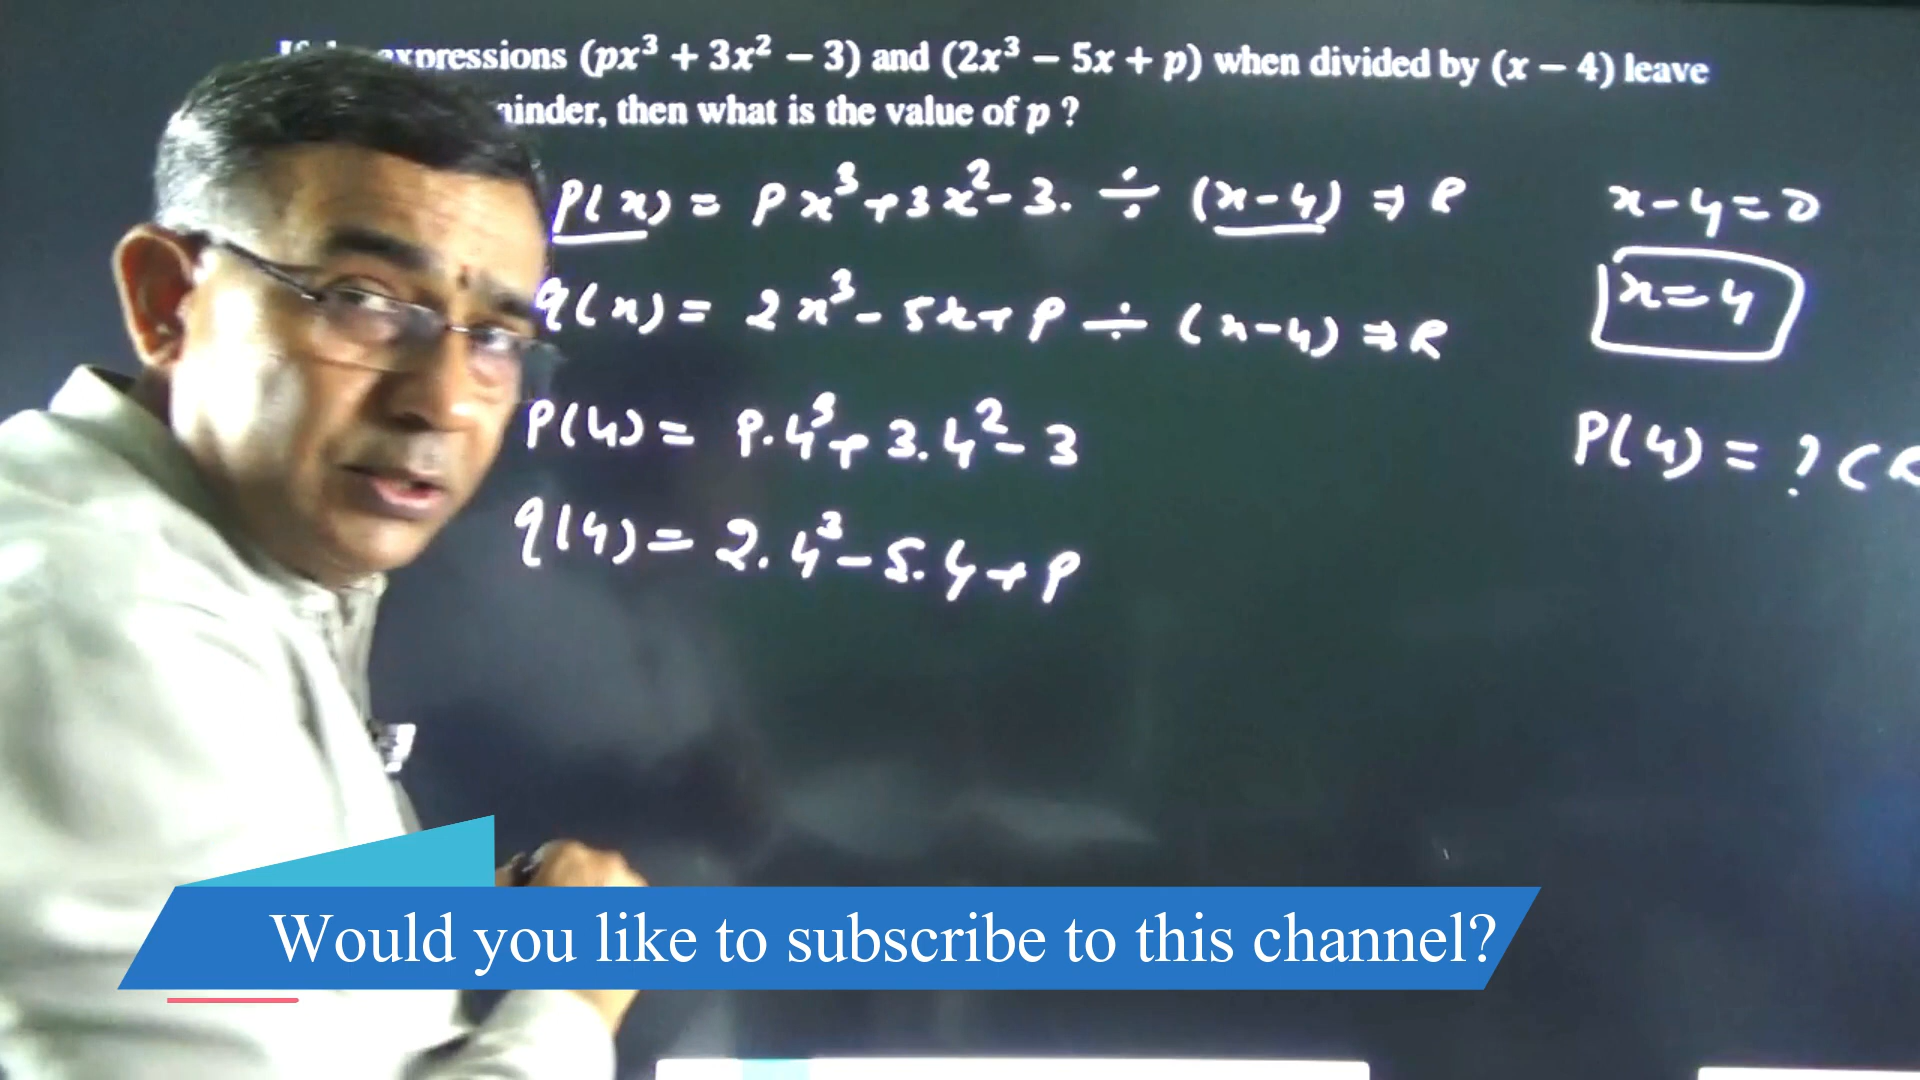 expressions (px³ + 3x² − 3) and (2x³ − 5x + p) when divided by (x − 4) leave
then what is the value of p ?
p(x) = px³+3x²-3. ÷ (x-4) ⇒ R
x-4=0
q(x) = 2x³-5x+p ÷ (x-4) ⇒ R
x=4
p(4) = p.4³+3.4²-3
p(4) = ? (R
q(4) = 2.4³-5.4+p
Would you like to subscribe to this channel?